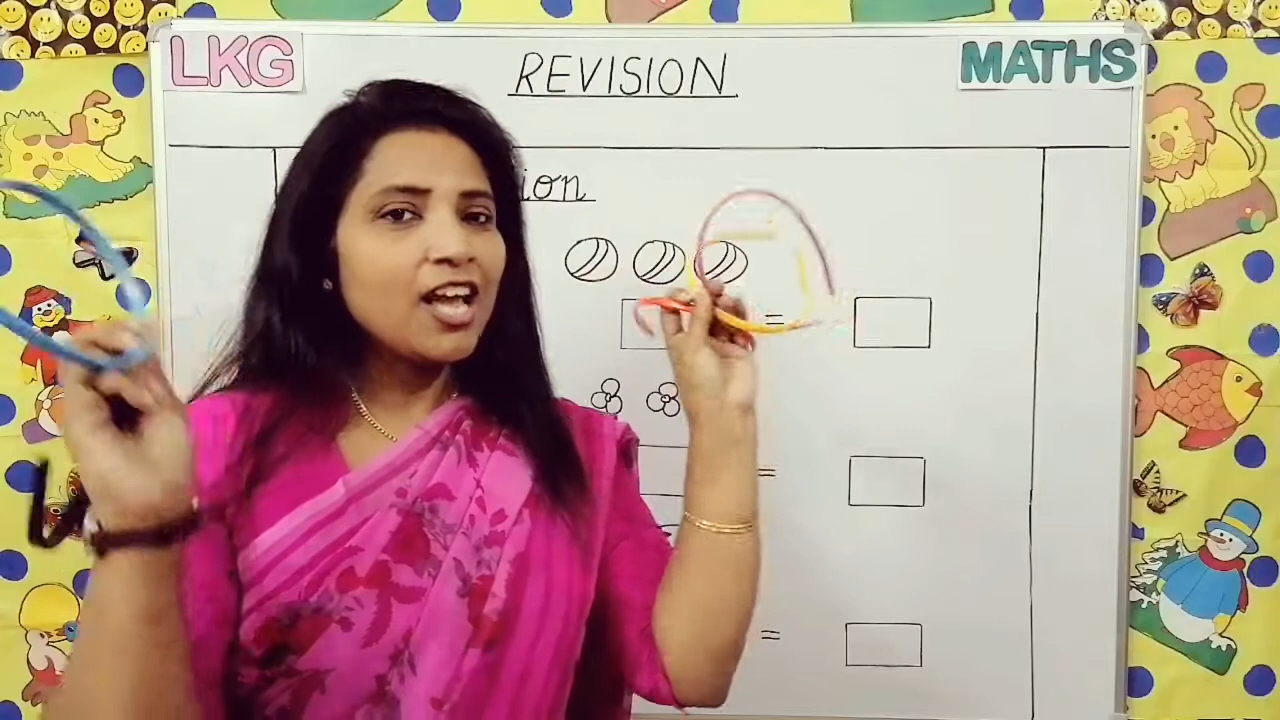 LKG
REVISION
MATHS
ion
=
=
=